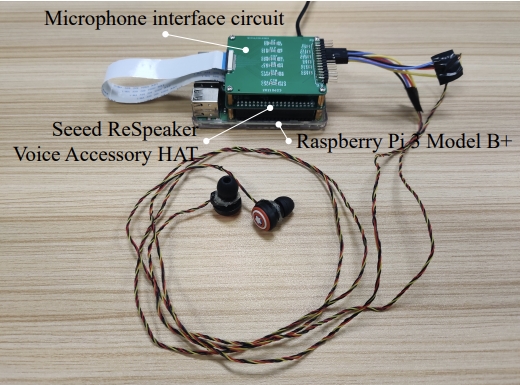 Microphone interface circuit
Seeed ReSpeaker
Voice Accessory HAT
Raspberry Pi 3 Model B+